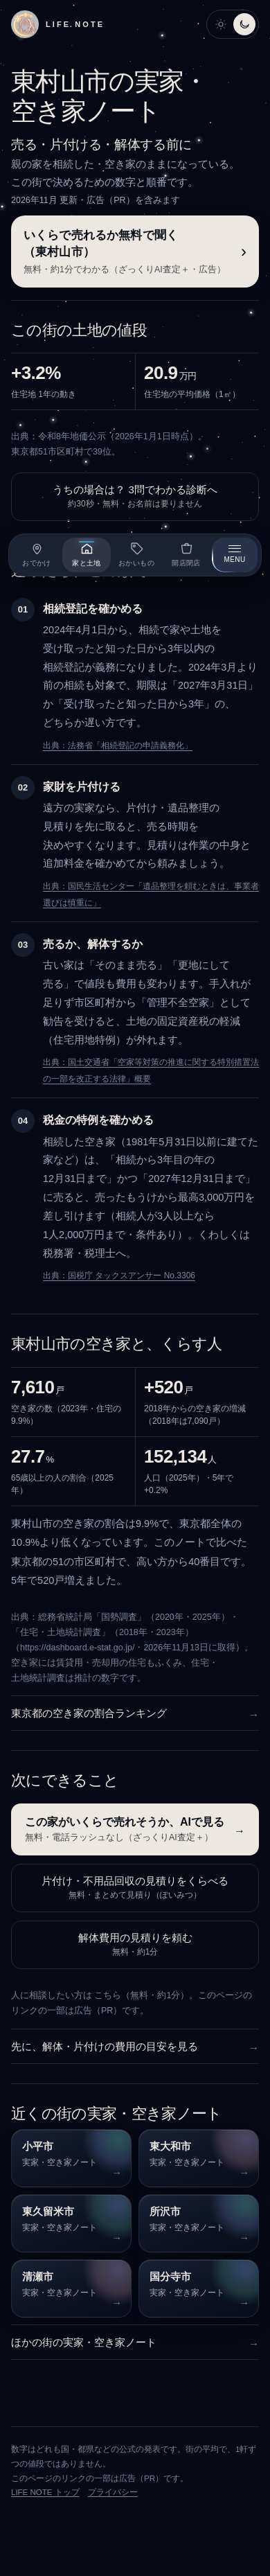 LIFE.NOTE
東村山市の実家・
空き家ノート
売る・片付ける・解体する前に
親の家を相続した・空き家のままになっている。
この街で決めるための数字と順番です。
2026年11月 更新・広告（PR）を含みます
いくらで売れるか無料で聞く
（東村山市）
無料・約1分でわかる（ざっくりAI査定＋・広告）
›
この街の土地の値段
+3.2%
住宅地 1年の動き
20.9万円
住宅地の平均価格（1㎡）
出典：令和8年地価公示（2026年1月1日時点）。
東京都51市区町村で39位。
うちの場合は？ 3問でわかる診断へ
約30秒・無料・お名前は要りません
おでかけ
家と土地
おかいもの
開店閉店
MENU
01
相続登記を確かめる
2024年4月1日から、相続で家や土地を
受け取ったと知った日から3年以内の
相続登記が義務になりました。2024年3月より
前の相続も対象で、期限は「2027年3月31日」
か「受け取ったと知った日から3年」の、
どちらか遅い方です。
出典：法務省「相続登記の申請義務化」
02
家財を片付ける
遠方の実家なら、片付け・遺品整理の
見積りを先に取ると、売る時期を
決めやすくなります。見積りは作業の中身と
追加料金を確かめてから頼みましょう。
出典：国民生活センター「遺品整理を頼むときは、事業者
選びは慎重に」
03
売るか、解体するか
古い家は「そのまま売る」「更地にして
売る」で値段も費用も変わります。手入れが
足りず市区町村から「管理不全空家」として
勧告を受けると、土地の固定資産税の軽減
（住宅用地特例）が外れます。
出典：国土交通省「空家等対策の推進に関する特別措置法
の一部を改正する法律」概要
04
税金の特例を確かめる
相続した空き家（1981年5月31日以前に建てた
家など）は、「相続から3年目の年の
12月31日まで」かつ「2027年12月31日まで」
に売ると、売ったもうけから最高3,000万円を
差し引けます（相続人が3人以上なら
1人2,000万円まで・条件あり）。くわしくは
税務署・税理士へ。
出典：国税庁 タックスアンサー No.3306
東村山市の空き家と、くらす人
7,610戸
空き家の数（2023年・住宅の
9.9%）
+520戸
2018年からの空き家の増減
（2018年は7,090戸）
27.7%
65歳以上の人の割合（2025
年）
152,134人
人口（2025年）・5年で
+0.2%
東村山市の空き家の割合は9.9%で、東京都全体の
10.9%より低くなっています。このノートで比べた
東京都の51の市区町村で、高い方から40番目です。
5年で520戸増えました。
出典：総務省統計局「国勢調査」（2020年・2025年）・
「住宅・土地統計調査」（2018年・2023年）
（https://dashboard.e-stat.go.jp/・2026年11月13日に取得）。
空き家には賃貸用・売却用の住宅もふくみ、住宅・
土地統計調査は推計の数字です。
東京都の空き家の割合ランキング
→
次にできること
この家がいくらで売れそうか、AIで見る
無料・電話ラッシュなし（ざっくりAI査定＋）
→
片付け・不用品回収の見積りをくらべる
無料・まとめて見積り（ぽいみつ）
解体費用の見積りを頼む
無料・約1分
人に相談したい方は こちら（無料・約1分）。このページの
リンクの一部は広告（PR）です。
先に、解体・片付けの費用の目安を見る
→
近くの街の実家・空き家ノート
小平市
実家・空き家ノート
→
東大和市
実家・空き家ノート
→
東久留米市
実家・空き家ノート
→
所沢市
実家・空き家ノート
→
清瀬市
実家・空き家ノート
→
国分寺市
実家・空き家ノート
→
ほかの街の実家・空き家ノート
→
数字はどれも国・都県などの公式の発表です。街の平均で、1軒ず
つの値段ではありません。
このページのリンクの一部は広告（PR）です。
LIFE NOTE トップ プライバシー